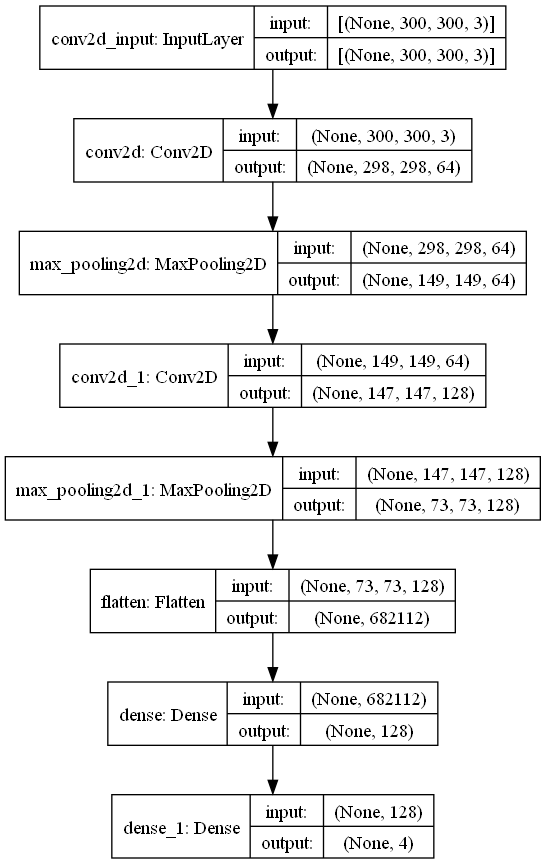 conv2d_input: InputLayer
input: [(None, 300, 300, 3)]
output: [(None, 300, 300, 3)]
conv2d: Conv2D
input: (None, 300, 300, 3)
output: (None, 298, 298, 64)
max_pooling2d: MaxPooling2D
input: (None, 298, 298, 64)
output: (None, 149, 149, 64)
conv2d_1: Conv2D
input: (None, 149, 149, 64)
output: (None, 147, 147, 128)
max_pooling2d_1: MaxPooling2D
input: (None, 147, 147, 128)
output: (None, 73, 73, 128)
flatten: Flatten
input: (None, 73, 73, 128)
output: (None, 682112)
dense: Dense
input: (None, 682112)
output: (None, 128)
dense_1: Dense
input: (None, 128)
output: (None, 4)